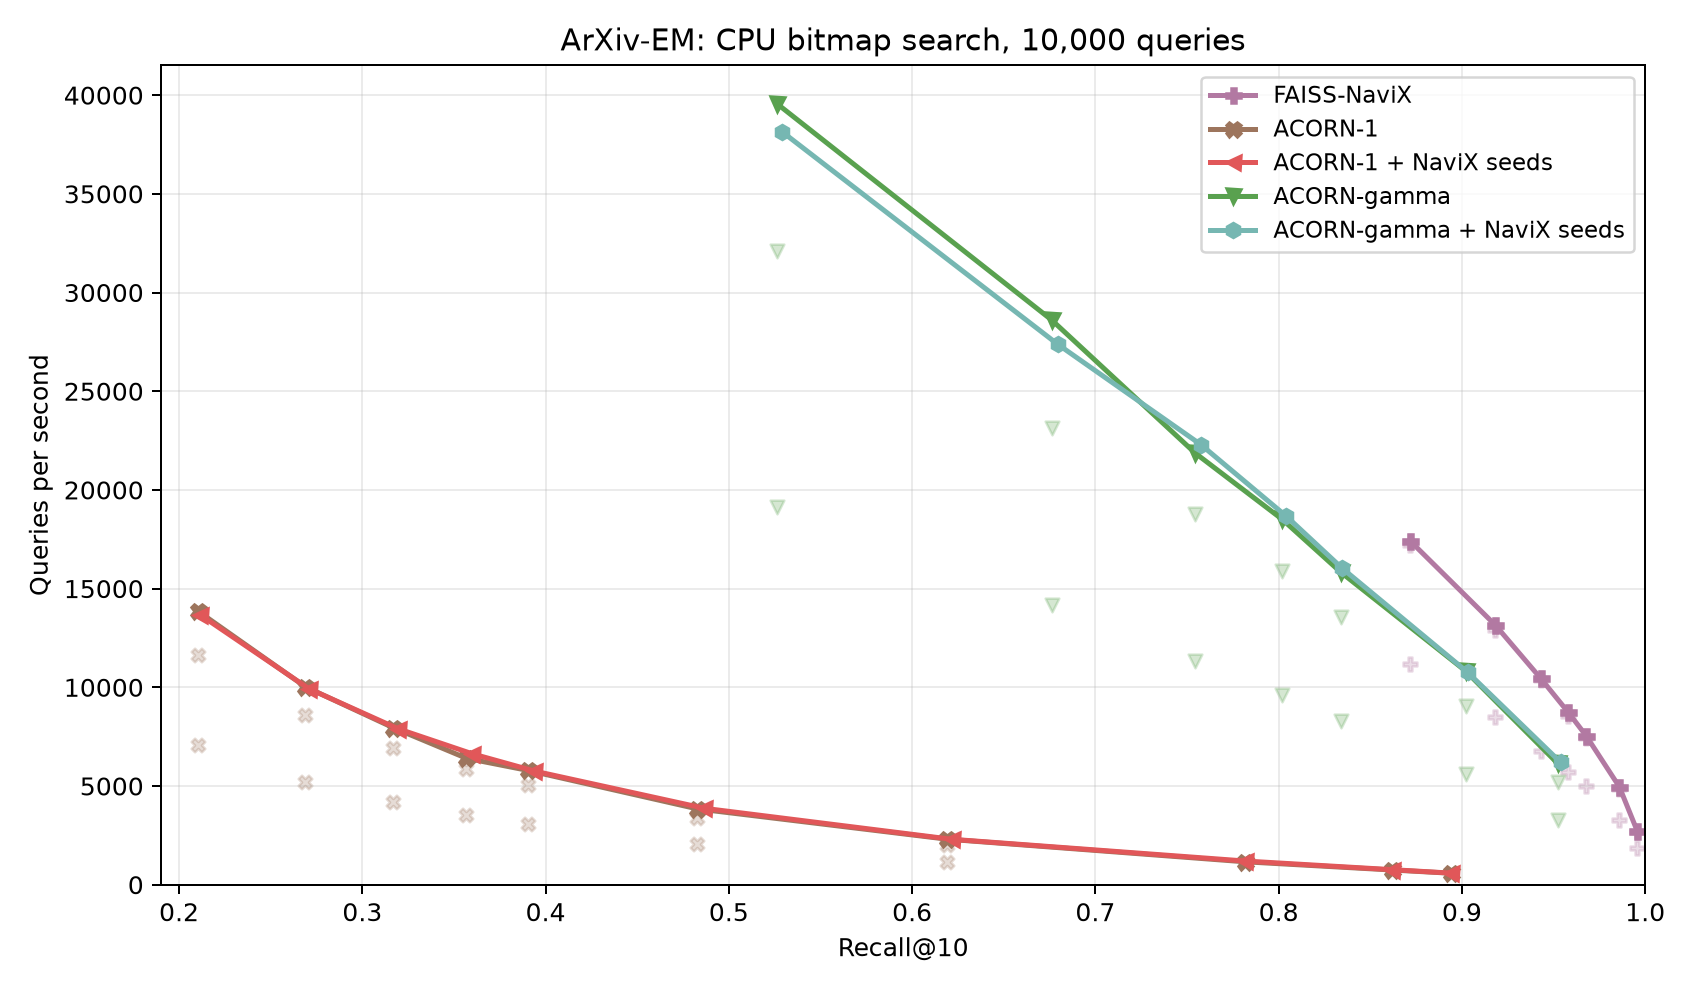 ArXiv-EM: CPU bitmap search, 10,000 queries
FAISS-NaviX
ACORN-1
ACORN-1 + NaviX seeds
ACORN-gamma
ACORN-gamma + NaviX seeds
Queries per second
40000
35000
30000
25000
20000
15000
10000
5000
0
0.2 0.3 0.4 0.5 0.6 0.7 0.8 0.9 1.0
Recall@10